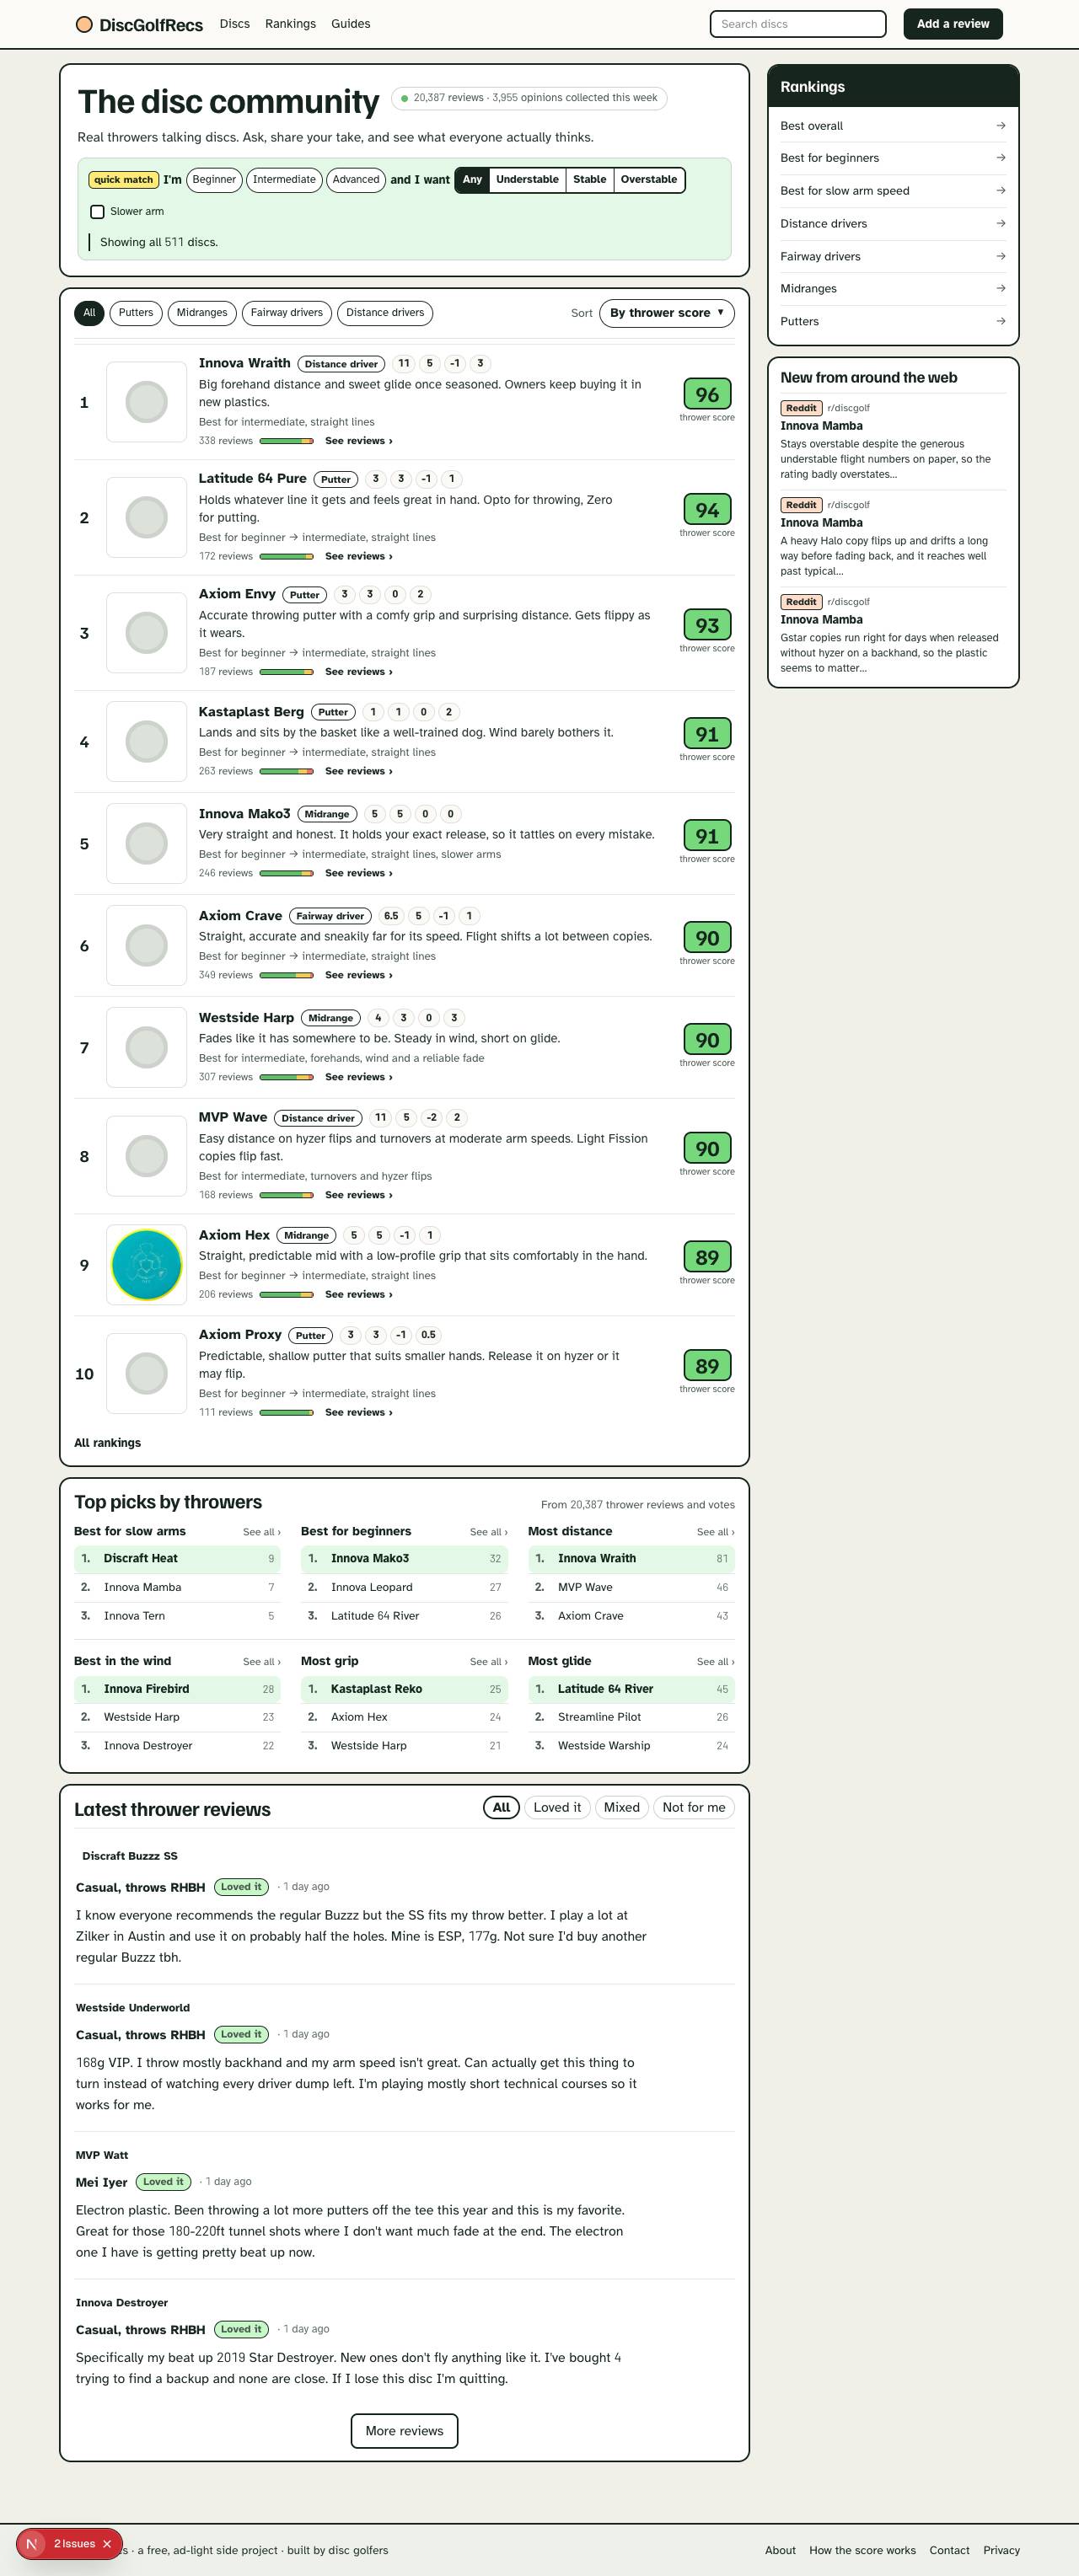 DiscGolfRecs Discs Rankings Guides Search discs Add a review
The disc community 20,387 reviews · 3,955 opinions collected this week
Real throwers talking discs. Ask, share your take, and see what everyone actually thinks.
quick match I'm Beginner Intermediate Advanced and I want Any Understable Stable Overstable
Slower arm
Showing all 511 discs.
All Putters Midranges Fairway drivers Distance drivers Sort By thrower score ▼
1
Innova Wraith Distance driver 11 5 -1 3
Big forehand distance and sweet glide once seasoned. Owners keep buying it in
new plastics.
Best for intermediate, straight lines
338 reviews See reviews ›
96
thrower score
2
Latitude 64 Pure Putter 3 3 -1 1
Holds whatever line it gets and feels great in hand. Opto for throwing, Zero
for putting.
Best for beginner → intermediate, straight lines
172 reviews See reviews ›
94
thrower score
3
Axiom Envy Putter 3 3 0 2
Accurate throwing putter with a comfy grip and surprising distance. Gets flippy as
it wears.
Best for beginner → intermediate, straight lines
187 reviews See reviews ›
93
thrower score
4
Kastaplast Berg Putter 1 1 0 2
Lands and sits by the basket like a well-trained dog. Wind barely bothers it.
Best for beginner → intermediate, straight lines
263 reviews See reviews ›
91
thrower score
5
Innova Mako3 Midrange 5 5 0 0
Very straight and honest. It holds your exact release, so it tattles on every mistake.
Best for beginner → intermediate, straight lines, slower arms
246 reviews See reviews ›
91
thrower score
6
Axiom Crave Fairway driver 6.5 5 -1 1
Straight, accurate and sneakily far for its speed. Flight shifts a lot between copies.
Best for beginner → intermediate, straight lines
349 reviews See reviews ›
90
thrower score
7
Westside Harp Midrange 4 3 0 3
Fades like it has somewhere to be. Steady in wind, short on glide.
Best for intermediate, forehands, wind and a reliable fade
307 reviews See reviews ›
90
thrower score
8
MVP Wave Distance driver 11 5 -2 2
Easy distance on hyzer flips and turnovers at moderate arm speeds. Light Fission
copies flip fast.
Best for intermediate, turnovers and hyzer flips
168 reviews See reviews ›
90
thrower score
9
Axiom Hex Midrange 5 5 -1 1
Straight, predictable mid with a low-profile grip that sits comfortably in the hand.
Best for beginner → intermediate, straight lines
206 reviews See reviews ›
89
thrower score
10
Axiom Proxy Putter 3 3 -1 0.5
Predictable, shallow putter that suits smaller hands. Release it on hyzer or it
may flip.
Best for beginner → intermediate, straight lines
111 reviews See reviews ›
89
thrower score
All rankings
Top picks by throwers From 20,387 thrower reviews and votes
Best for slow arms See all ›
1. Discraft Heat 9
2. Innova Mamba 7
3. Innova Tern 5
Best for beginners See all ›
1. Innova Mako3 32
2. Innova Leopard 27
3. Latitude 64 River 26
Most distance See all ›
1. Innova Wraith 81
2. MVP Wave 46
3. Axiom Crave 43
Best in the wind See all ›
1. Innova Firebird 28
2. Westside Harp 23
3. Innova Destroyer 22
Most grip See all ›
1. Kastaplast Reko 25
2. Axiom Hex 24
3. Westside Harp 21
Most glide See all ›
1. Latitude 64 River 45
2. Streamline Pilot 26
3. Westside Warship 24
Latest thrower reviews All Loved it Mixed Not for me
Discraft Buzzz SS
Casual, throws RHBH Loved it · 1 day ago
I know everyone recommends the regular Buzzz but the SS fits my throw better. I play a lot at
Zilker in Austin and use it on probably half the holes. Mine is ESP, 177g. Not sure I'd buy another
regular Buzzz tbh.
Westside Underworld
Casual, throws RHBH Loved it · 1 day ago
168g VIP. I throw mostly backhand and my arm speed isn't great. Can actually get this thing to
turn instead of watching every driver dump left. I'm playing mostly short technical courses so it
works for me.
MVP Watt
Mei Iyer Loved it · 1 day ago
Electron plastic. Been throwing a lot more putters off the tee this year and this is my favorite.
Great for those 180-220ft tunnel shots where I don't want much fade at the end. The electron
one I have is getting pretty beat up now.
Innova Destroyer
Casual, throws RHBH Loved it · 1 day ago
Specifically my beat up 2019 Star Destroyer. New ones don't fly anything like it. I've bought 4
trying to find a backup and none are close. If I lose this disc I'm quitting.
More reviews
Rankings
Best overall →
Best for beginners →
Best for slow arm speed →
Distance drivers →
Fairway drivers →
Midranges →
Putters →
New from around the web
Reddit r/discgolf
Innova Mamba
Stays overstable despite the generous
understable flight numbers on paper, so the
rating badly overstates...
Reddit r/discgolf
Innova Mamba
A heavy Halo copy flips up and drifts a long
way before fading back, and it reaches well
past typical...
Reddit r/discgolf
Innova Mamba
Gstar copies run right for days when released
without hyzer on a backhand, so the plastic
seems to matter...
N 2 Issues ×
· a free, ad-light side project · built by disc golfers About How the score works Contact Privacy